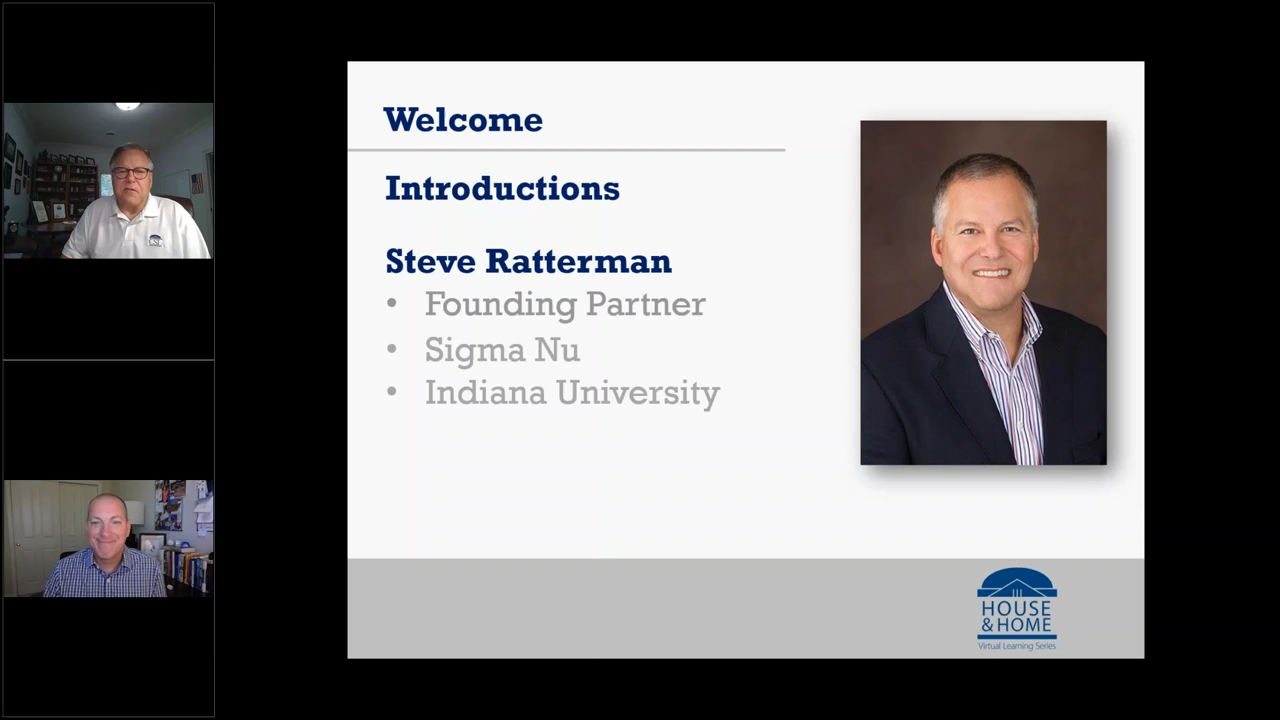 Welcome
Introductions
Steve Ratterman
• Founding Partner
• Sigma Nu
• Indiana University
HOUSE
& HOME
Virtual Learning Series